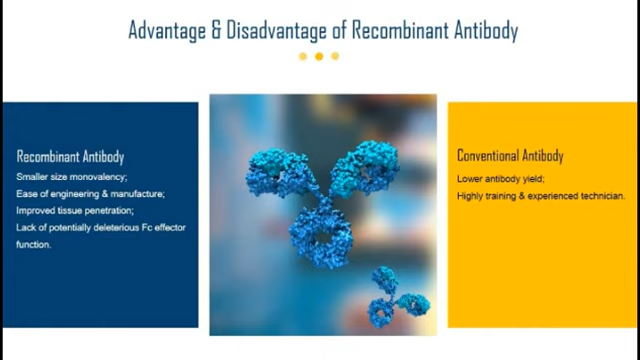 Advantage & Disadvantage of Recombinant Antibody
Recombinant Antibody
Smaller size monovalency;
Ease of engineering & manufacture;
Improved tissue penetration;
Lack of potentially deleterious Fc effector
function.
Conventional Antibody
Lower antibody yield;
Highly training & experienced technician.